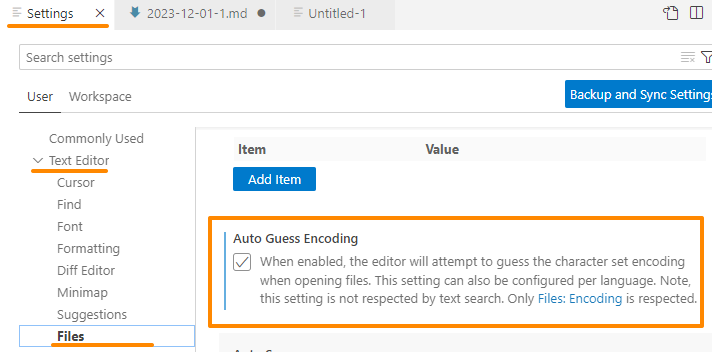 Settings
2023-12-01-1.md
Untitled-1
Search settings
User
Workspace
Backup and Sync Settings
Commonly Used
Text Editor
Cursor
Find
Font
Formatting
Diff Editor
Minimap
Suggestions
Files
Item
Value
Add Item
Auto Guess Encoding
When enabled, the editor will attempt to guess the character set encoding
when opening files. This setting can also be configured per language. Note,
this setting is not respected by text search. Only Files: Encoding is respected.